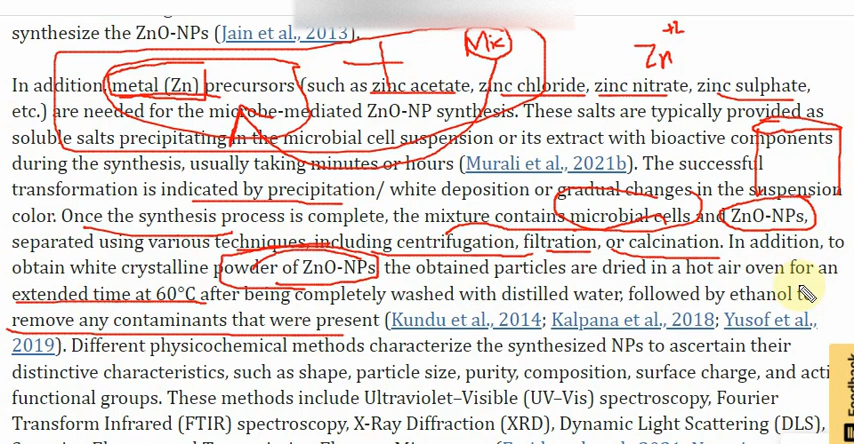 synthesize the ZnO-NPs (Jain et al., 2013).
Mix
Zn+2
In addition, metal (Zn) precursors (such as zinc acetate, zinc chloride, zinc nitrate, zinc sulphate,
etc.) are needed for the microbe-mediated ZnO-NP synthesis. These salts are typically provided as
soluble salts precipitating in the microbial cell suspension or its extract with bioactive components
during the synthesis, usually taking minutes or hours (Murali et al., 2021b). The successful
transformation is indicated by precipitation/ white deposition or gradual changes in the suspension
color. Once the synthesis process is complete, the mixture contains microbial cells and ZnO-NPs,
separated using various techniques, including centrifugation, filtration, or calcination. In addition, to
obtain white crystalline powder of ZnO-NPs, the obtained particles are dried in a hot air oven for an
extended time at 60°C after being completely washed with distilled water, followed by ethanol
remove any contaminants that were present (Kundu et al., 2014; Kalpana et al., 2018; Yusof et al.,
2019). Different physicochemical methods characterize the synthesized NPs to ascertain their
distinctive characteristics, such as shape, particle size, purity, composition, surface charge, and acti
functional groups. These methods include Ultraviolet–Visible (UV–Vis) spectroscopy, Fourier
Transform Infrared (FTIR) spectroscopy, X-Ray Diffraction (XRD), Dynamic Light Scattering (DLS),
Feedback